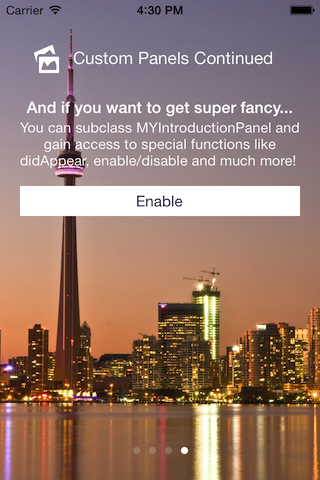 Carrier 4:30 PM
Custom Panels Continued
And if you want to get super fancy...
You can subclass MYIntroductionPanel and
gain access to special functions like
didAppear, enable/disable and much more!
Enable